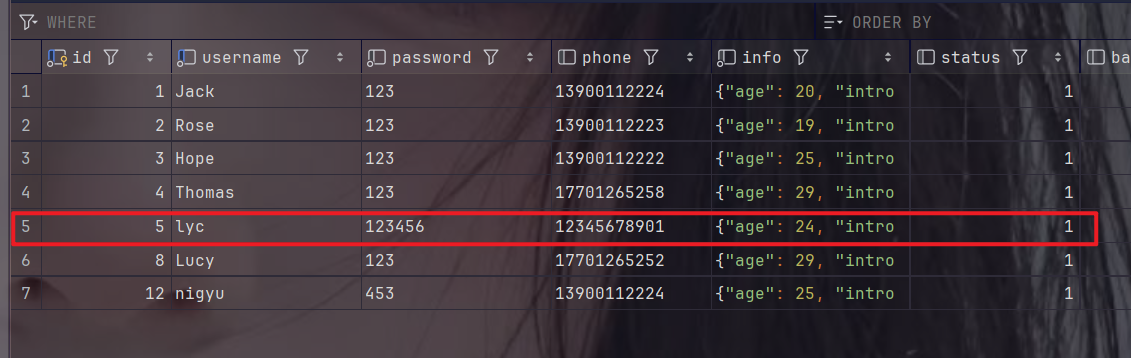 WHERE ORDER BY
id username password phone info status ba
1 1 Jack 123 13900112224 {"age": 20, "intro 1
2 2 Rose 123 13900112223 {"age": 19, "intro 1
3 3 Hope 123 13900112222 {"age": 25, "intro 1
4 4 Thomas 123 17701265258 {"age": 29, "intro 1
5 5 lyc 123456 12345678901 {"age": 24, "intro 1
6 8 Lucy 123 17701265252 {"age": 29, "intro 1
7 12 nigyu 453 13900112224 {"age": 25, "intro 1